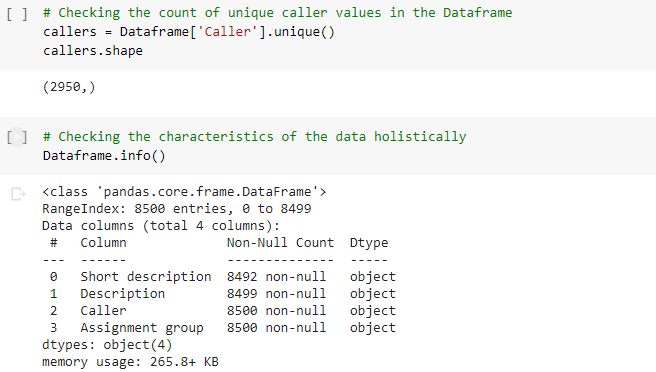 [ ] # Checking the count of unique caller values in the Dataframe
callers = Dataframe['Caller'].unique()
callers.shape
(2950,)
[ ] # Checking the characteristics of the data holistically
Dataframe.info()
<class 'pandas.core.frame.DataFrame'>
RangeIndex: 8500 entries, 0 to 8499
Data columns (total 4 columns):
 #   Column             Non-Null Count  Dtype
---  ------             --------------  -----
 0   Short description  8492 non-null   object
 1   Description        8499 non-null   object
 2   Caller             8500 non-null   object
 3   Assignment group   8500 non-null   object
dtypes: object(4)
memory usage: 265.8+ KB